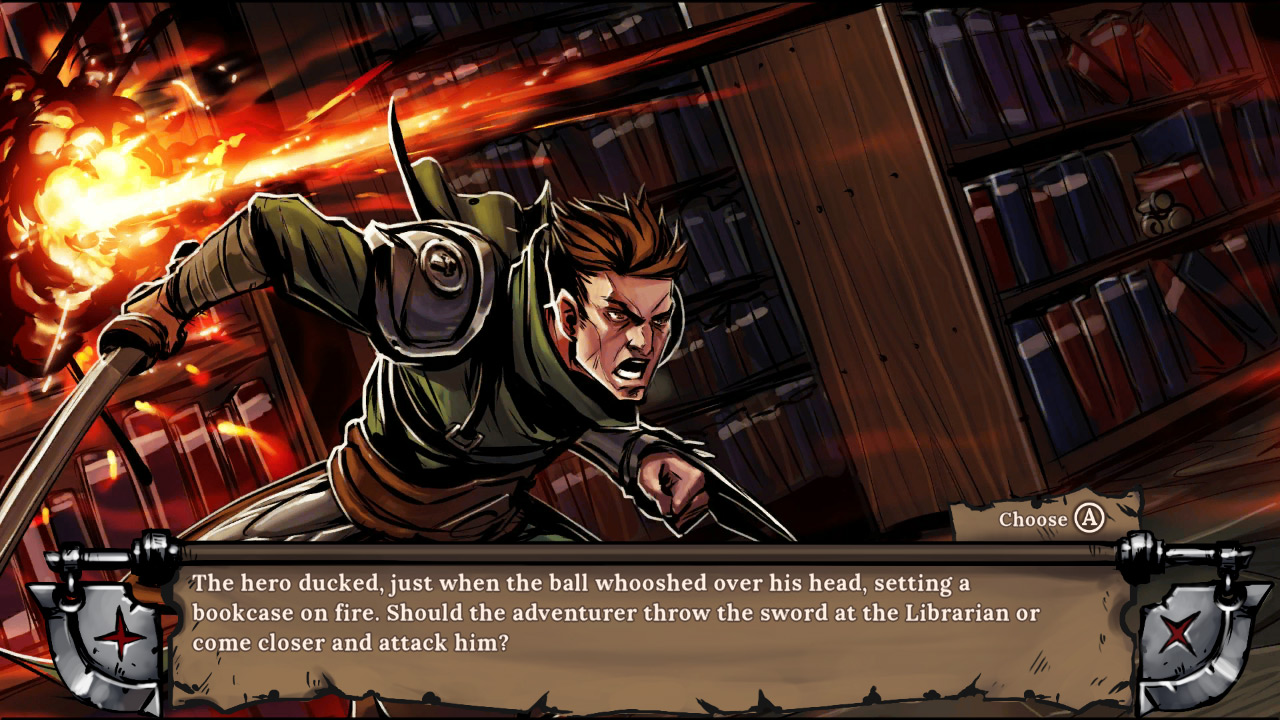 Choose A
The hero ducked, just when the ball whooshed over his head, setting a
bookcase on fire. Should the adventurer throw the sword at the Librarian or
come closer and attack him?